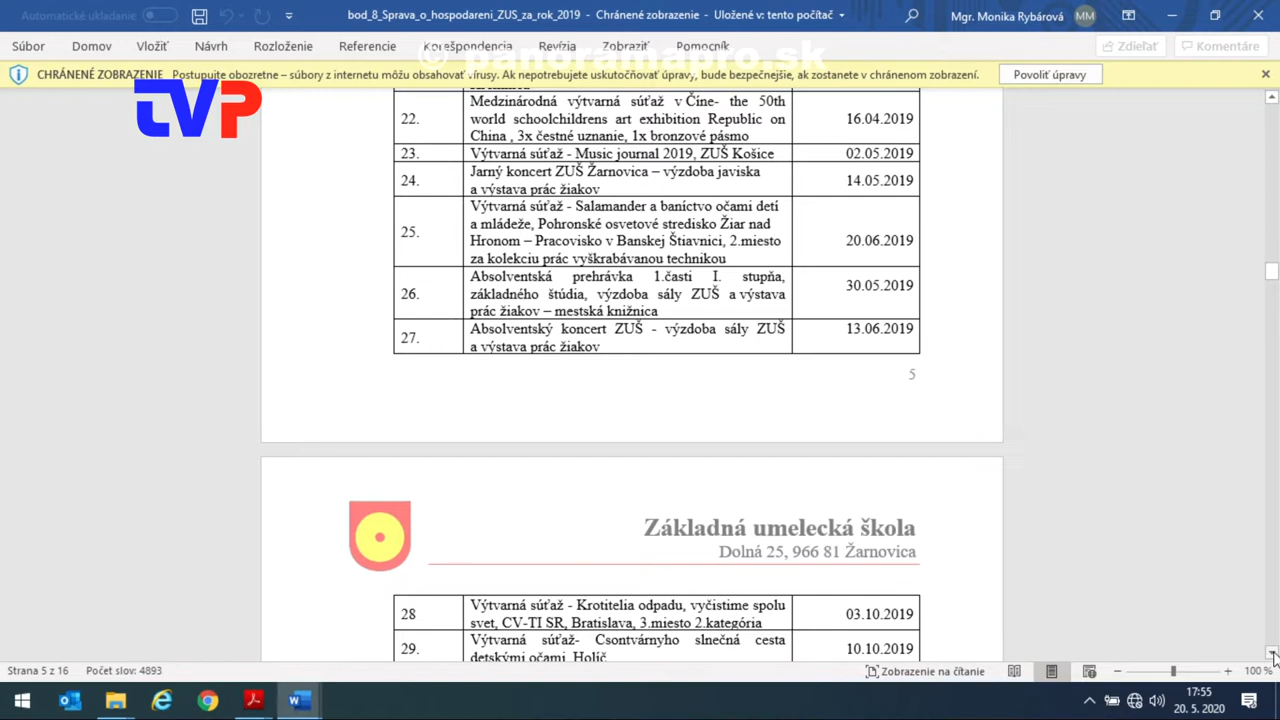 Automatické ukladanie
bod_8_Sprava_o_hospodareni_ZUS_za_rok_2019 - Chránené zobrazenie - Uložené v: tento počítač
Mgr. Monika Rybárová MM
Súbor Domov Vložiť Návrh Rozloženie Referencie Korešpondencia Revízia Zobraziť Pomocník Zdieľať Komentáre
© panoramapro.sk
CHRÁNENÉ ZOBRAZENIE Postupujte obozretne – súbory z internetu môžu obsahovať vírusy. Ak nepotrebujete uskutočňovať úpravy, bude bezpečnejšie, ak zostanete v chránenom zobrazení. Povoliť úpravy
TVP
22. Medzinárodná výtvarná súťaž v Číne- the 50th
world schoolchildrens art exhibition Republic on 16.04.2019
China , 3x čestné uznanie, 1x bronzové pásmo
23. Výtvarná súťaž - Music journal 2019, ZUŠ Košice 02.05.2019
24. Jarný koncert ZUŠ Žarnovica – výzdoba javiska 14.05.2019
a výstava prác žiakov
25. Výtvarná súťaž - Salamander a baníctvo očami detí
a mládeže, Pohronské osvetové stredisko Žiar nad
Hronom – Pracovisko v Banskej Štiavnici, 2.miesto 20.06.2019
za kolekciu prác vyškrabávanou technikou
26. Absolventská prehrávka 1.časti I. stupňa, 30.05.2019
základného štúdia, výzdoba sály ZUŠ a výstava
prác žiakov – mestská knižnica
27. Absolventský koncert ZUŠ - výzdoba sály ZUŠ 13.06.2019
a výstava prác žiakov
5
Základná umelecká škola
Dolná 25, 966 81 Žarnovica
28 Výtvarná súťaž - Krotitelia odpadu, vyčistime spolu 03.10.2019
svet, CV-TI SR, Bratislava, 3.miesto 2.kategória
29. Výtvarná súťaž- Csontvárnyho slnečná cesta 10.10.2019
detskými očami, Holíč
Strana 5 z 16 Počet slov: 4893 Zobrazenie na čítanie 100 %
17:55
20. 5. 2020